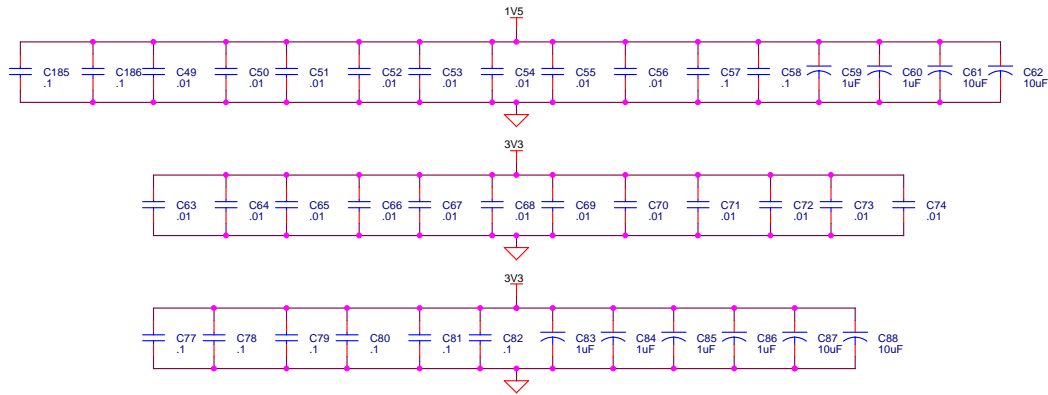 1V5
C185 C186 C49 C50 C51 C52 C53 C54 C55 C56 C57 C58 C59 C60 C61 C62
.1 .1 .01 .01 .01 .01 .01 .01 .01 .01 .1 .1 1uF 1uF 10uF 10uF
3V3
C63 C64 C65 C66 C67 C68 C69 C70 C71 C72 C73 C74
.01 .01 .01 .01 .01 .01 .01 .01 .01 .01 .01 .01
3V3
C77 C78 C79 C80 C81 C82 C83 C84 C85 C86 C87 C88
.1 .1 .1 .1 .1 .1 1uF 1uF 1uF 1uF 10uF 10uF